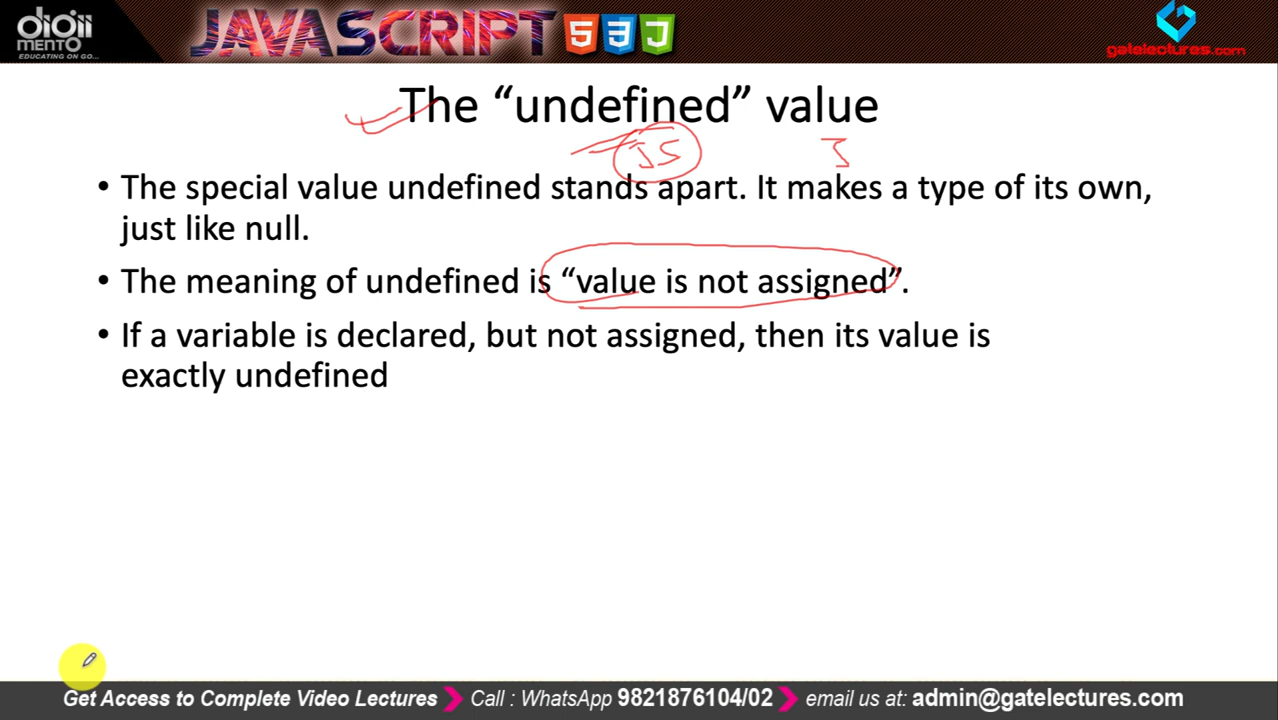 digii
MENTO
EDUCATING ON GO...
JAVASCRIPT 5 3 J
gatelectures.com
The “undefined” value
JS
• The special value undefined stands apart. It makes a type of its own,
just like null.
• The meaning of undefined is “value is not assigned”.
• If a variable is declared, but not assigned, then its value is
exactly undefined
Get Access to Complete Video Lectures Call : WhatsApp 9821876104/02 email us at: admin@gatelectures.com